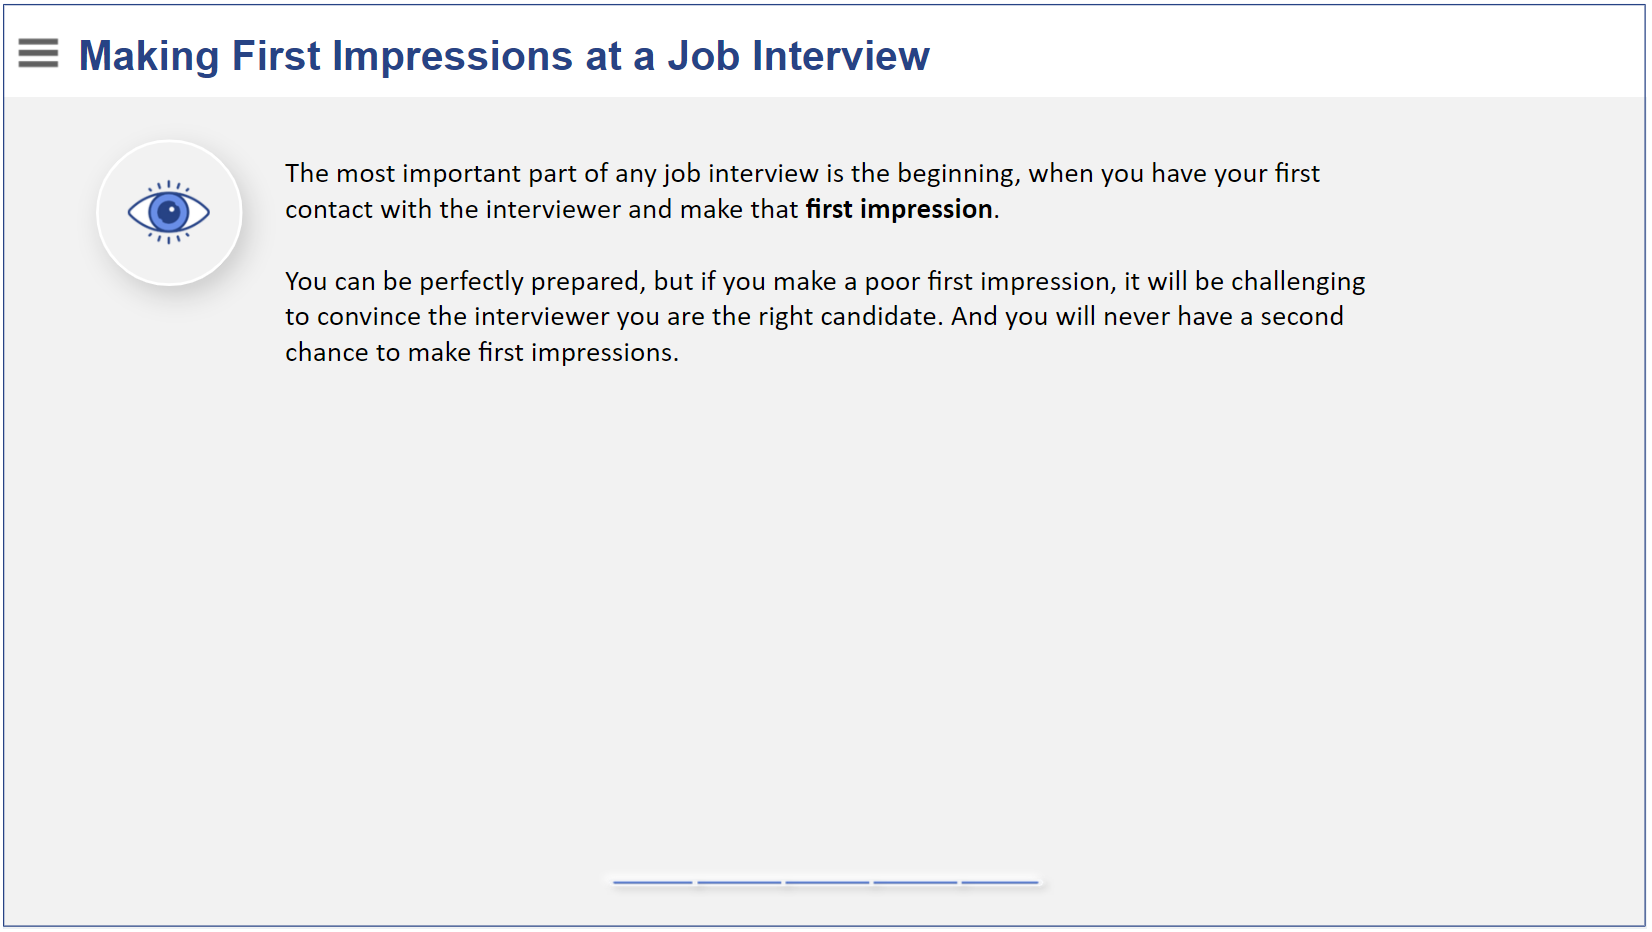 Making First Impressions at a Job Interview
The most important part of any job interview is the beginning, when you have your first
contact with the interviewer and make that first impression.
You can be perfectly prepared, but if you make a poor first impression, it will be challenging
to convince the interviewer you are the right candidate. And you will never have a second
chance to make first impressions.